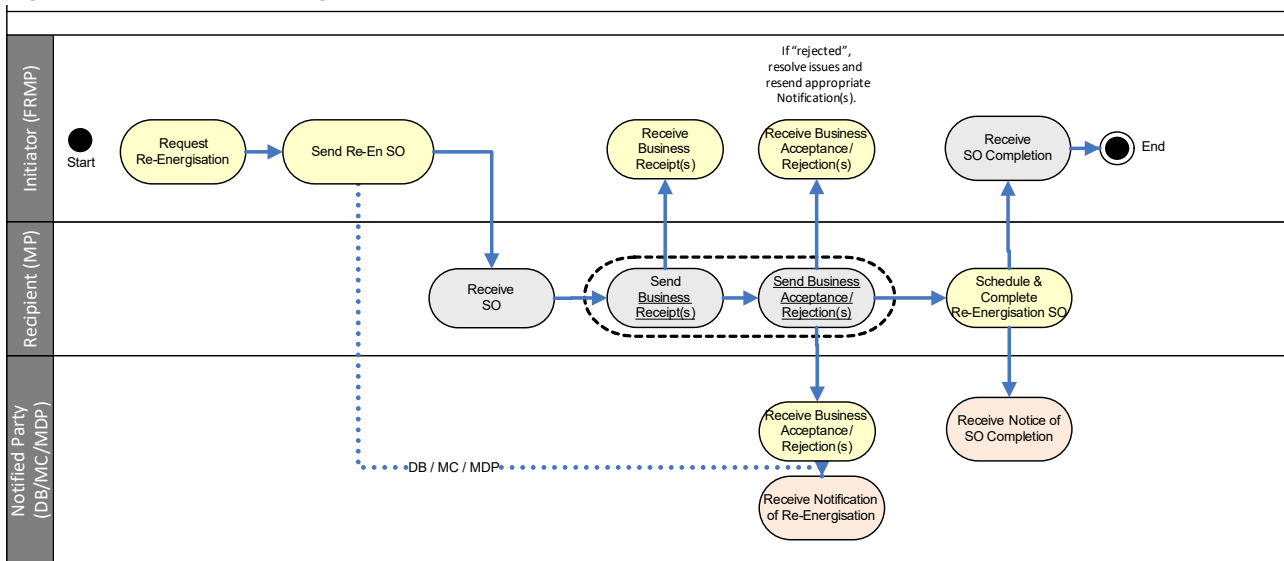 Initiator (FRMP)
Start
Request
Re-Energisation
Send Re-En SO
Receive
Business
Receipt(s)
If “rejected”,
resolve issues and
resend appropriate
Notification(s).
Receive Business
Acceptance/
Rejection(s)
Receive
SO Completion
End
Recipient (MP)
Receive
SO
Send
Business
Receipt(s)
Send Business
Acceptance/
Rejection(s)
Schedule &
Complete
Re-Energisation SO
Notified Party
(DB/MC/MDP)
DB / MC / MDP
Receive Business
Acceptance/
Rejection(s)
Receive Notification
of Re-Energisation
Receive Notice of
SO Completion